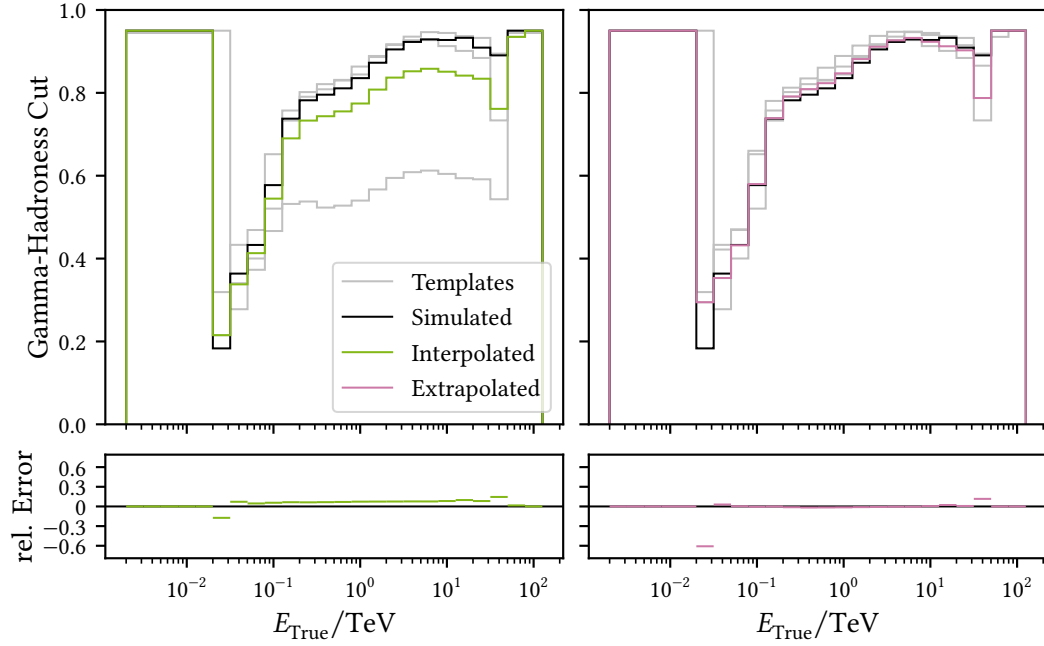 1.0
0.8
0.6
0.4
0.2
0.0
Gamma-Hadroness Cut
Templates
Simulated
Interpolated
Extrapolated
0.6
0.3
0
−0.3
−0.6
rel. Error
10⁻² 10⁻¹ 10⁰ 10¹ 10²
10⁻² 10⁻¹ 10⁰ 10¹ 10²
E_True/TeV
E_True/TeV